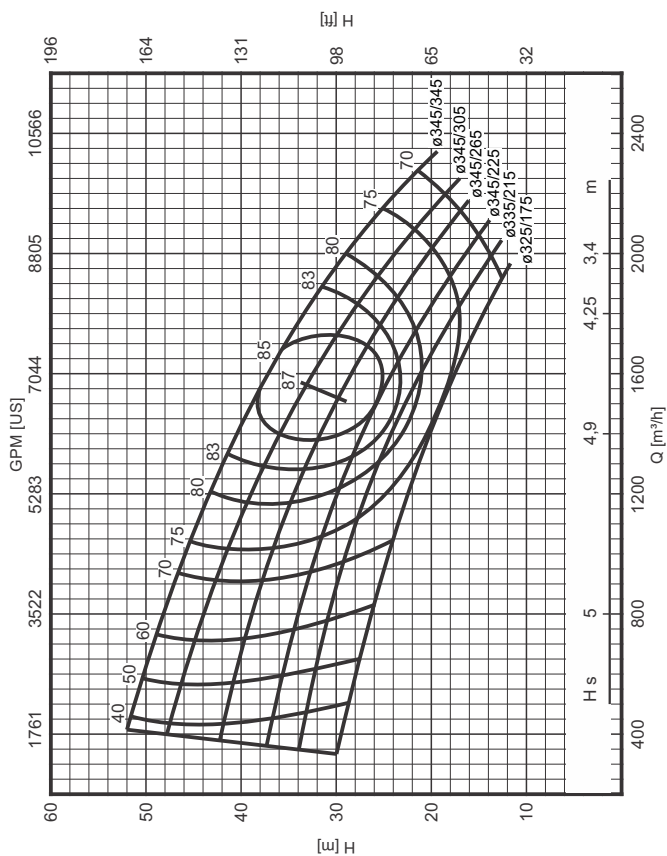 GPM [US]
1761 3522 5283 7044 8805 10566
H [m]
60
50
40
30
20
10
H [ft]
196
164
131
98
65
32
40 50 60 70 75 80 83 85 87 83 80 75 70
ø345/345
ø345/305
ø345/265
ø345/225
ø335/215
ø325/175
Hs 5 4,9 4,25 3,4 m
400 800 1200 1600 2000 2400
Q [m³/h]